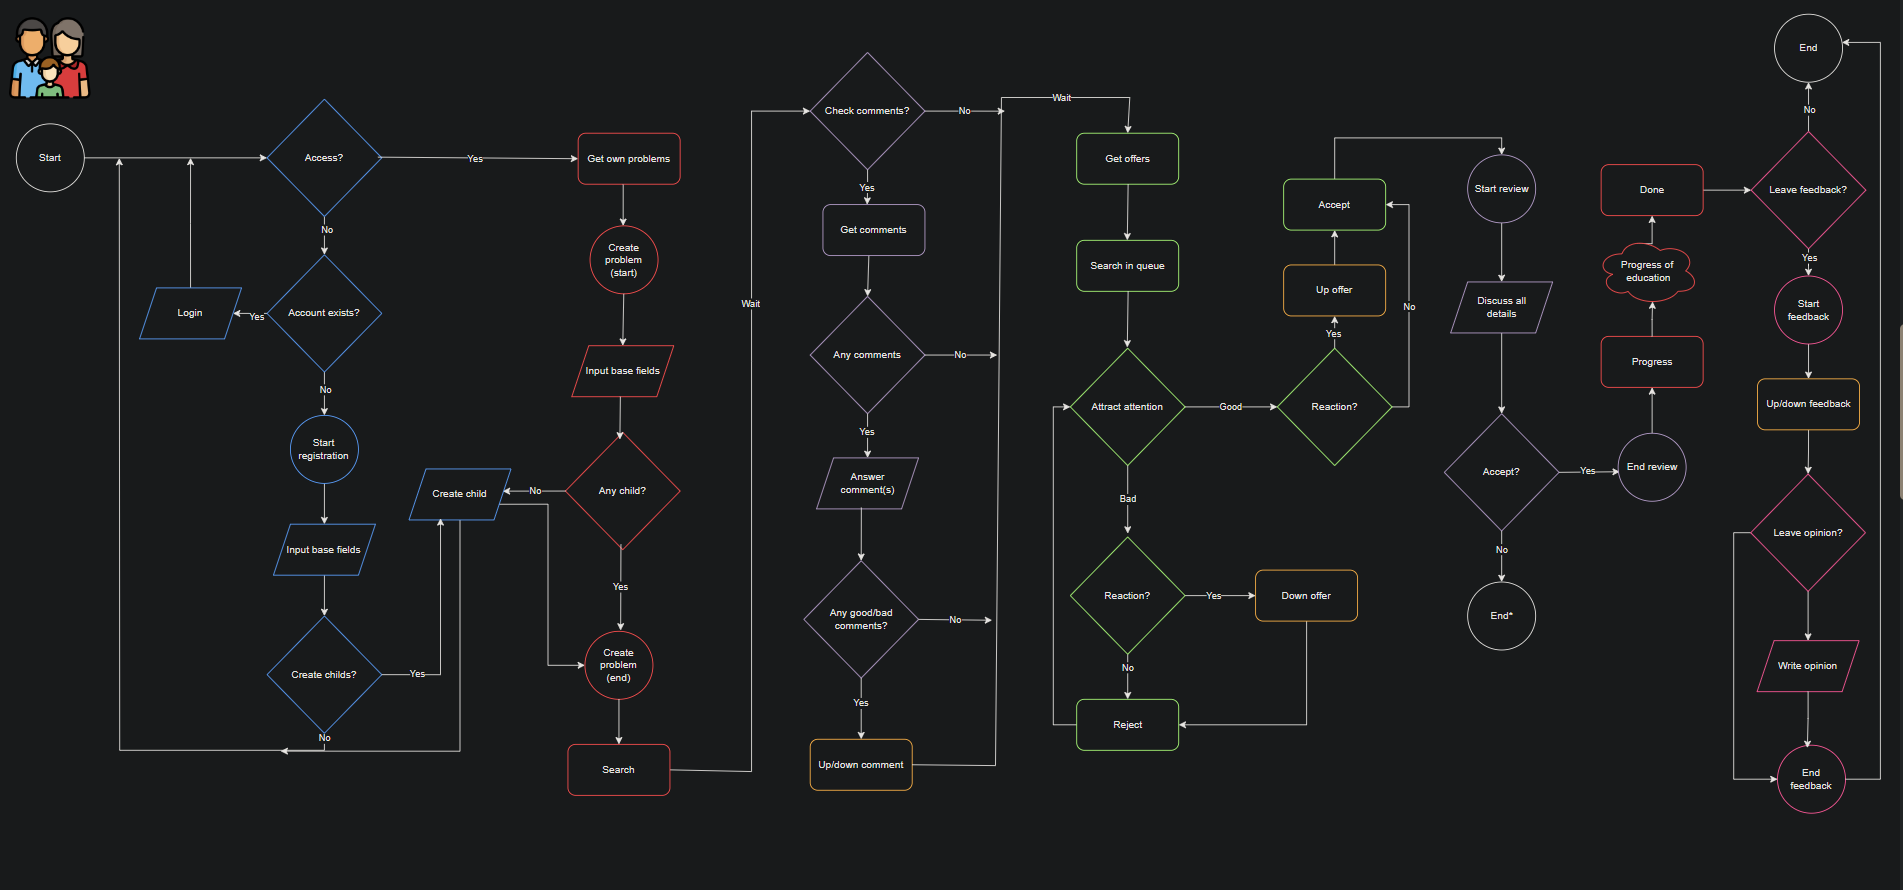 Start
Access?
No
Yes
Account exists?
Yes
Login
No
Start
registration
Input base fields
Create childs?
Yes
No
Create child
Get own problems
Create
problem
(start)
Input base fields
Any child?
No
Yes
Create
problem
(end)
Search
Wait
Check comments?
No
Yes
Get comments
Any comments
No
Yes
Answer
comment(s)
Any good/bad
comments?
No
Yes
Up/down comment
Wait
Get offers
Search in queue
Attract attention
Good
Bad
Reaction?
Yes
Down offer
No
Reject
Reaction?
Yes
No
Up offer
Accept
Start review
Discuss all
details
Accept?
Yes
No
End*
End review
Progress
Progress of
education
Done
Leave feedback?
No
End
Yes
Start
feedback
Up/down feedback
Leave opinion?
Write opinion
End
feedback